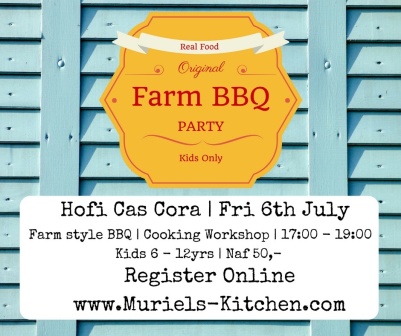 Real Food
Original
Farm BBQ
PARTY
Kids Only
Hofi Cas Cora | Fri 6th July
Farm style BBQ | Cooking Workshop | 17:00 - 19:00
Kids 6 - 12yrs | Naf 50,-
Register Online
www.Muriels-Kitchen.com